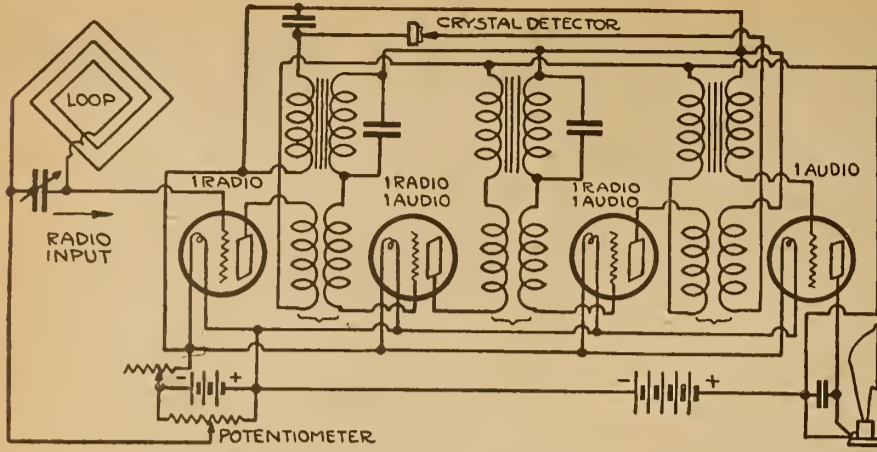 CRYSTAL DETECTOR
LOOP
1 RADIO
1 RADIO
1 AUDIO
1 RADIO
1 AUDIO
1 AUDIO
RADIO
INPUT
- +
- +
POTENTIOMETER